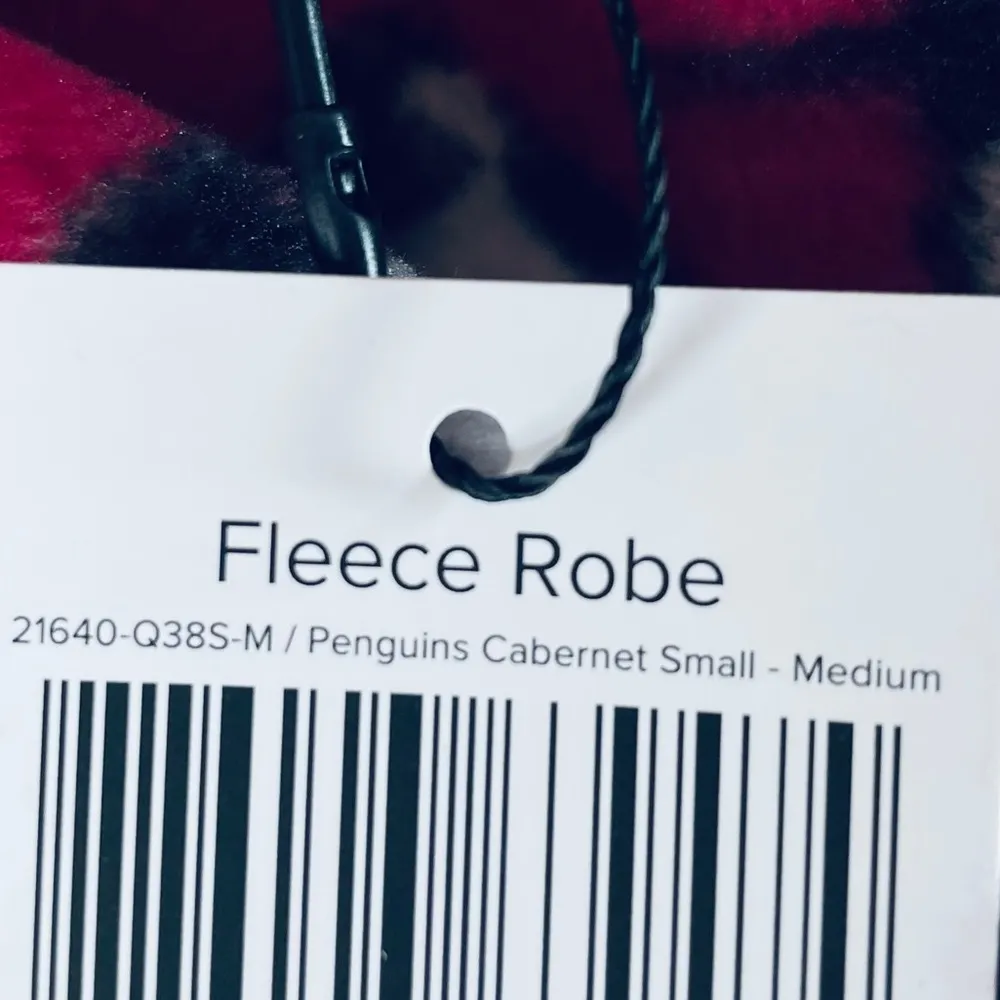 Fleece Robe
21640-Q38S-M / Penguins Cabernet Small - Medium